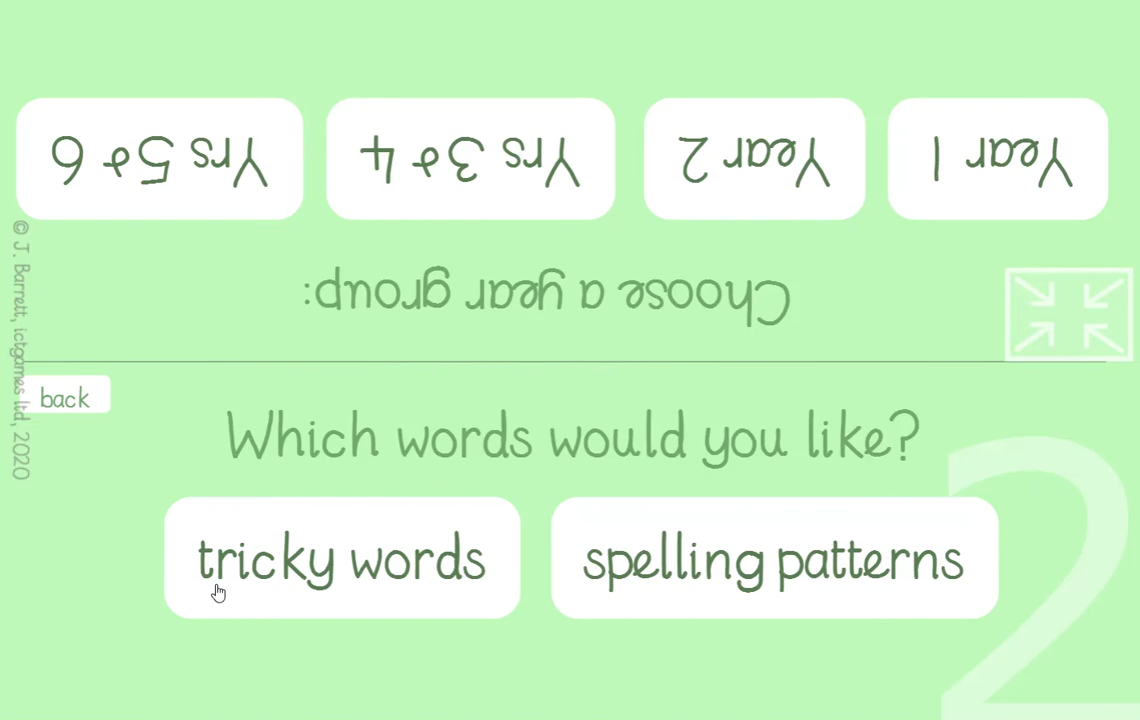 Choose a year group:
Year 1
Year 2
Yrs 3 & 4
Yrs 5 & 6
© J. Barrett, ictgames ltd, 2020
back
Which words would you like?
tricky words
spelling patterns
2